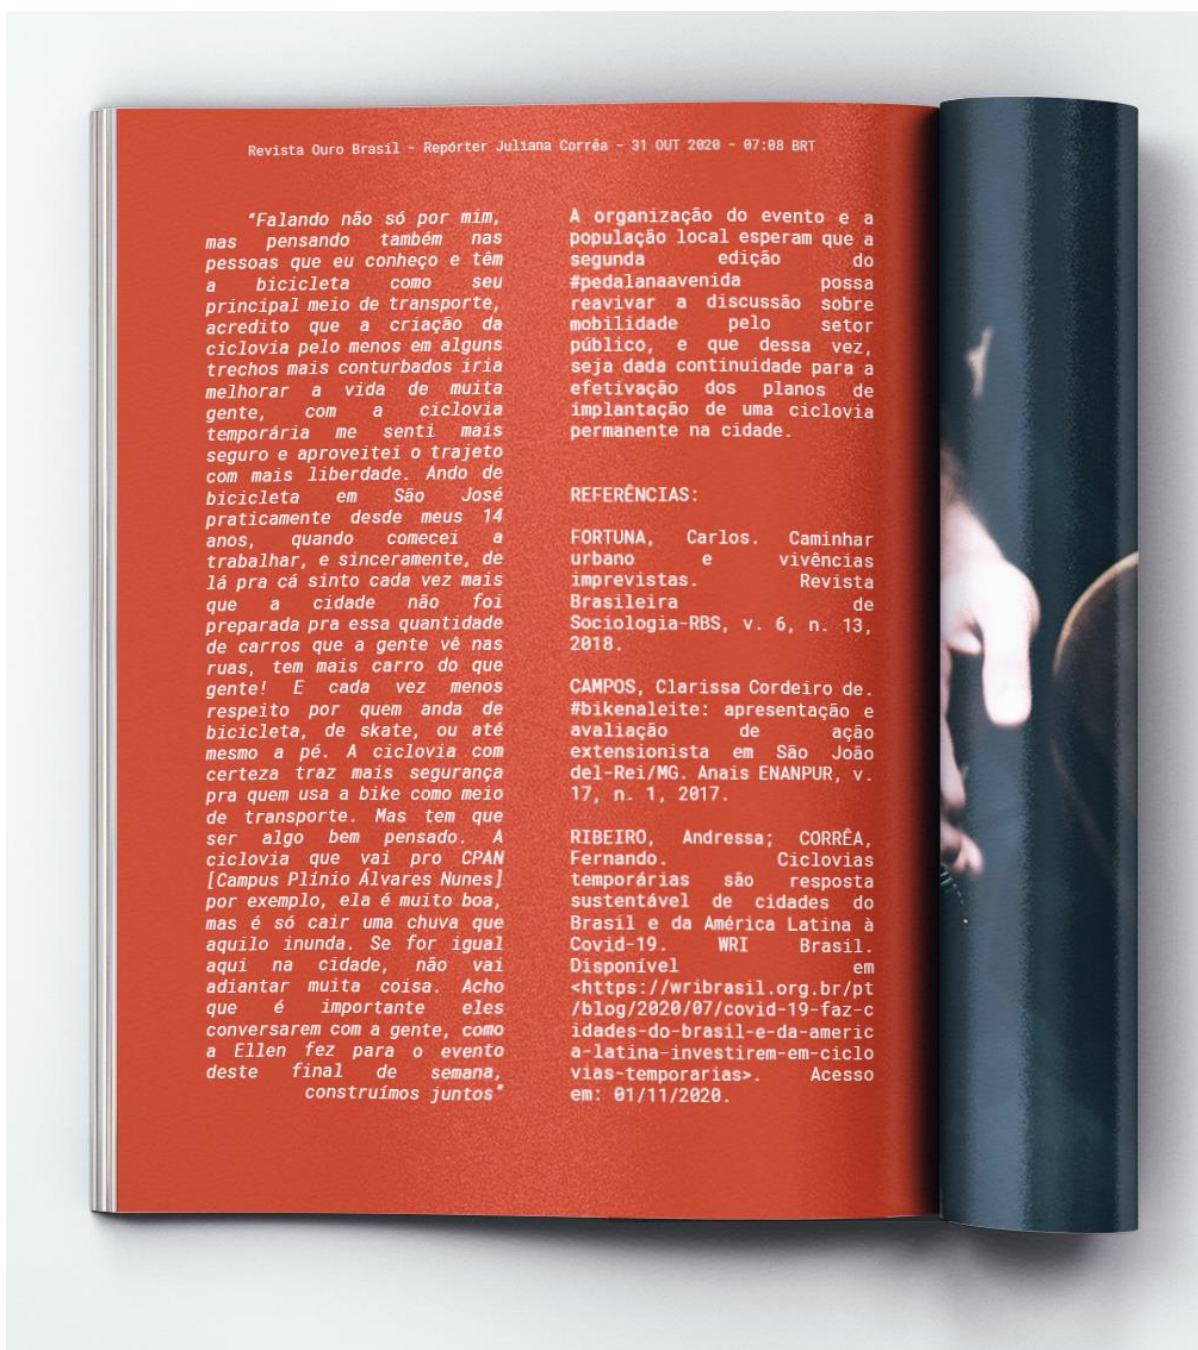 Revista Ouro Brasil - Repórter Juliana Corrêa - 31 OUT 2020 - 07:08 BRT
"Falando não só por mim,
mas pensando também nas
pessoas que eu conheço e têm
a bicicleta como seu
principal meio de transporte,
acredito que a criação da
ciclovia pelo menos em alguns
trechos mais conturbados iria
melhorar a vida de muita
gente, com a ciclovia
temporária me senti mais
seguro e aproveitei o trajeto
com mais liberdade. Ando de
bicicleta em São José
praticamente desde meus 14
anos, quando comecei a
trabalhar, e sinceramente, de
lá pra cá sinto cada vez mais
que a cidade não foi
preparada pra essa quantidade
de carros que a gente vê nas
ruas, tem mais carro do que
gente! E cada vez menos
respeito por quem anda de
bicicleta, de skate, ou até
mesmo a pé. A ciclovia com
certeza traz mais segurança
pra quem usa a bike como meio
de transporte. Mas tem que
ser algo bem pensado. A
ciclovia que vai pro CPAN
[Campus Plínio Álvares Nunes]
por exemplo, ela é muito boa,
mas é só cair uma chuva que
aquilo inunda. Se for igual
aqui na cidade, não vai
adiantar muita coisa. Acho
que é importante eles
conversarem com a gente, como
a Ellen fez para o evento
deste final de semana,
construímos juntos"
A organização do evento e a
população local esperam que a
segunda edição do
#pedalanaavenida possa
reavivar a discussão sobre
mobilidade pelo setor
público, e que dessa vez,
seja dada continuidade para a
efetivação dos planos de
implantação de uma ciclovia
permanente na cidade.
REFERÊNCIAS:
FORTUNA, Carlos. Caminhar
urbano e vivências
imprevistas. Revista
Brasileira de
Sociologia-RBS, v. 6, n. 13,
2018.
CAMPOS, Clarissa Cordeiro de.
#bikenaleite: apresentação e
avaliação de ação
extensionista em São João
del-Rei/MG. Anais ENANPUR, v.
17, n. 1, 2017.
RIBEIRO, Andressa; CORRÊA,
Fernando. Ciclovias
temporárias são resposta
sustentável de cidades do
Brasil e da América Latina à
Covid-19. WRI Brasil.
Disponível em
<https://wribrasil.org.br/pt
/blog/2020/07/covid-19-faz-c
idades-do-brasil-e-da-americ
a-latina-investirem-em-ciclo
vias-temporarias>. Acesso
em: 01/11/2020.